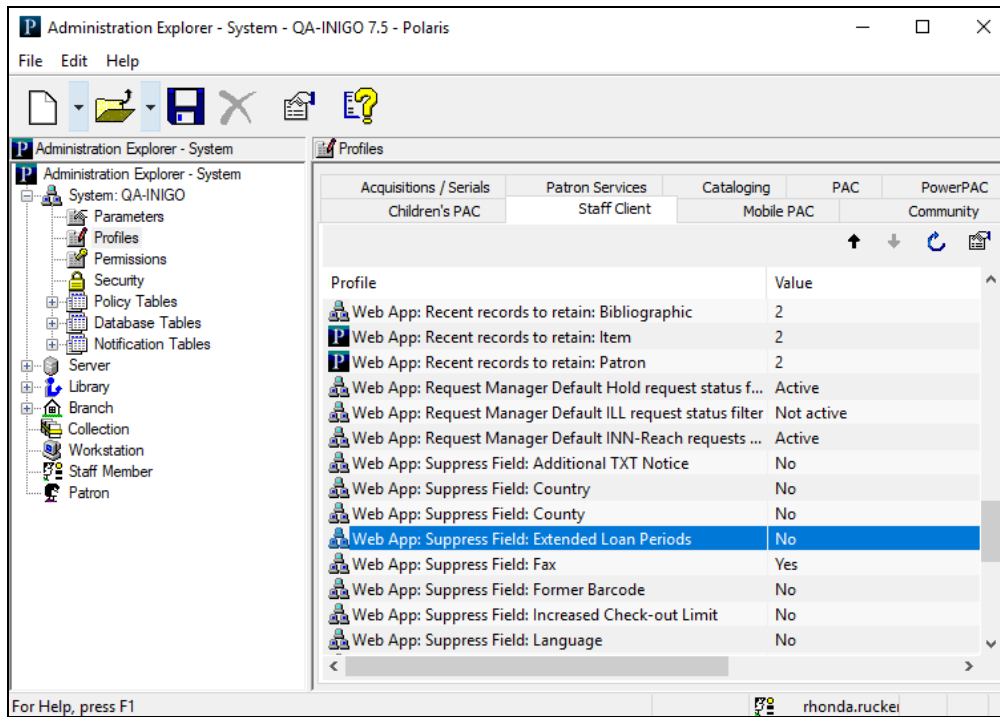 Administration Explorer - System - QA-INIGO 7.5 - Polaris
File Edit Help
Administration Explorer - System
Profiles
Administration Explorer - System
System: QA-INIGO
Parameters
Profiles
Permissions
Security
Policy Tables
Database Tables
Notification Tables
Server
Library
Branch
Collection
Workstation
Staff Member
Patron
Acquisitions / Serials Patron Services Cataloging PAC PowerPAC
Children's PAC Staff Client Mobile PAC Community
Profile Value
Web App: Recent records to retain: Bibliographic 2
Web App: Recent records to retain: Item 2
Web App: Recent records to retain: Patron 2
Web App: Request Manager Default Hold request status f... Active
Web App: Request Manager Default ILL request status filter Not active
Web App: Request Manager Default INN-Reach requests ... Active
Web App: Suppress Field: Additional TXT Notice No
Web App: Suppress Field: Country No
Web App: Suppress Field: County No
Web App: Suppress Field: Extended Loan Periods No
Web App: Suppress Field: Fax Yes
Web App: Suppress Field: Former Barcode No
Web App: Suppress Field: Increased Check-out Limit No
Web App: Suppress Field: Language No
For Help, press F1 rhonda.rucker